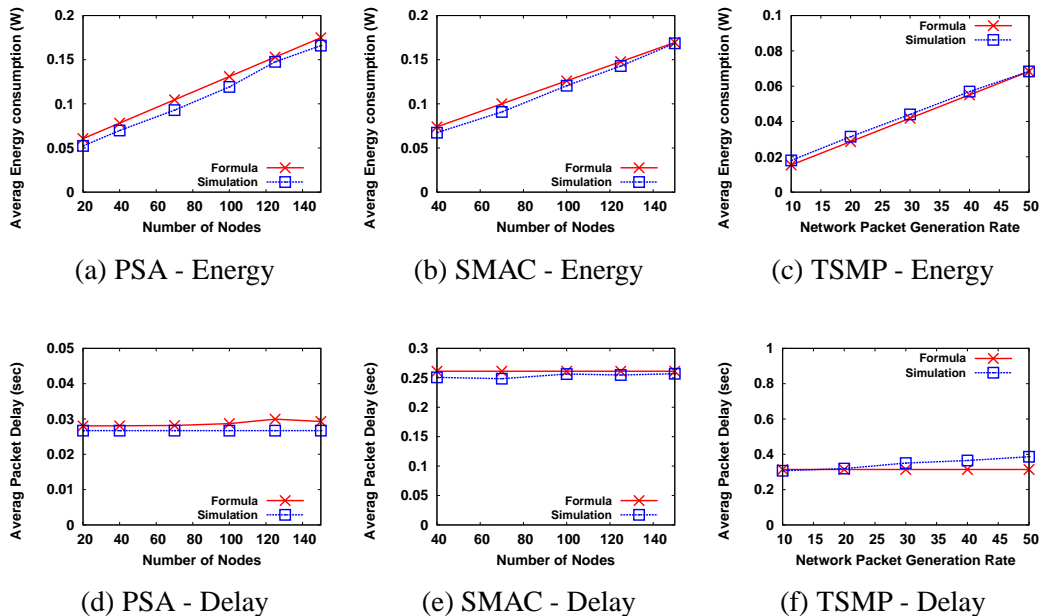 Averag Energy consumption (W)
0.2
0.15
0.1
0.05
0
Formula
Simulation
20 40 60 80 100 120 140
Number of Nodes
(a) PSA - Energy
Averag Energy consumption (W)
0.2
0.15
0.1
0.05
0
Formula
Simulation
40 60 80 100 120 140
Number of Nodes
(b) SMAC - Energy
Averag Energy consumption (W)
0.1
0.08
0.06
0.04
0.02
0
Formula
Simulation
10 15 20 25 30 35 40 45 50
Network Packet Generation Rate
(c) TSMP - Energy
Averag Packet Delay (sec)
0.05
0.04
0.03
0.02
0.01
0
Formula
Simulation
20 40 60 80 100 120 140
Number of Nodes
(d) PSA - Delay
Averag Packet Delay (sec)
0.3
0.25
0.2
0.15
0.1
0.05
0
Formula
Simulation
40 60 80 100 120 140
Number of Nodes
(e) SMAC - Delay
Averag Packet Delay (sec)
1
0.8
0.6
0.4
0.2
0
Formula
Simulation
10 15 20 25 30 35 40 45 50
Network Packet Generation Rate
(f) TSMP - Delay